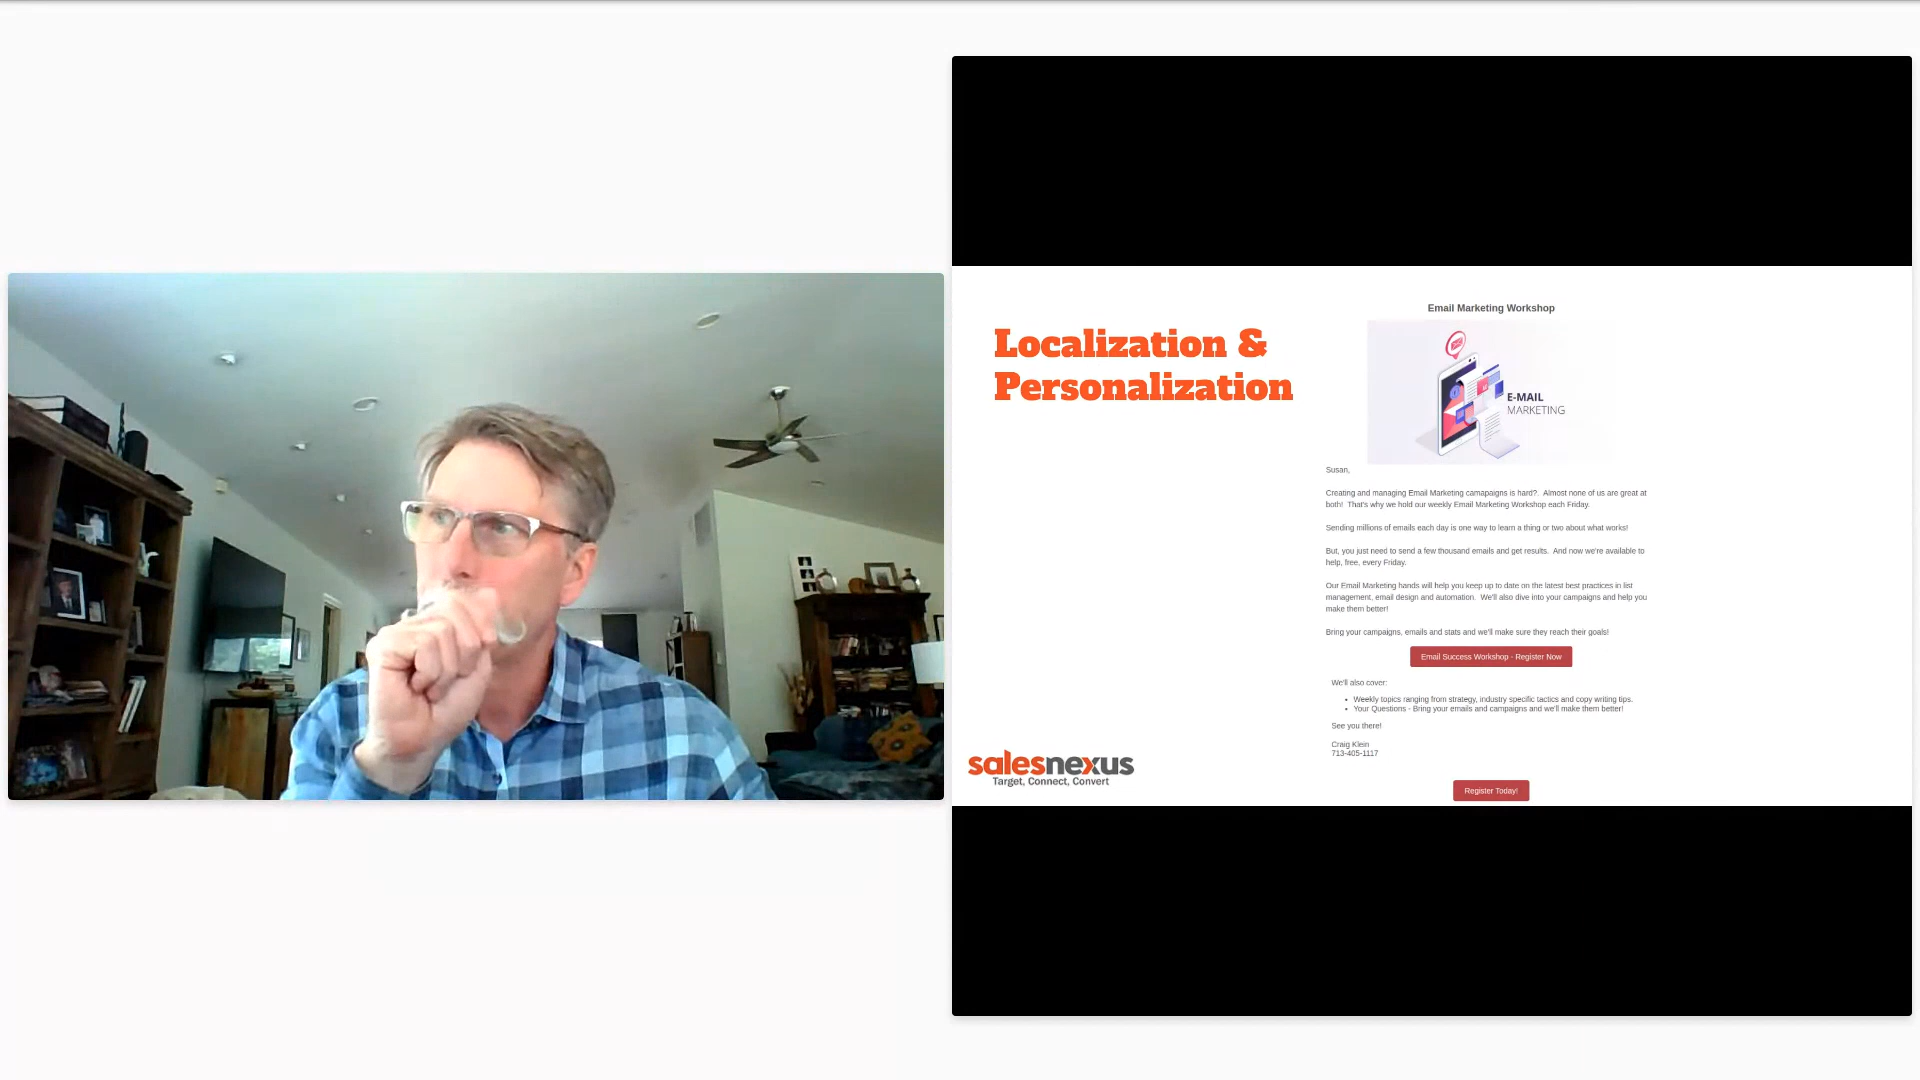 Localization &
Personalization
salesnexus
Target, Connect, Convert
Email Marketing Workshop
E-MAIL
MARKETING
Susan,
Creating and managing Email Marketing camapaigns is hard?.  Almost none of us are great at
both!  That's why we hold our weekly Email Marketing Workshop each Friday.
Sending millions of emails each day is one way to learn a thing or two about what works!
But, you just need to send a few thousand emails and get results.  And now we're available to
help, free, every Friday.
Our Email Marketing hands will help you keep up to date on the latest best practices in list
management, email design and automation.  We'll also dive into your campaigns and help you
make them better!
Bring your campaigns, emails and stats and we'll make sure they reach their goals!
Email Success Workshop - Register Now
We'll also cover:
• Weekly topics ranging from strategy, industry specific tactics and copy writing tips.
• Your Questions - Bring your emails and campaigns and we'll make them better!
See you there!
Craig Klein
713-405-1117
Register Today!